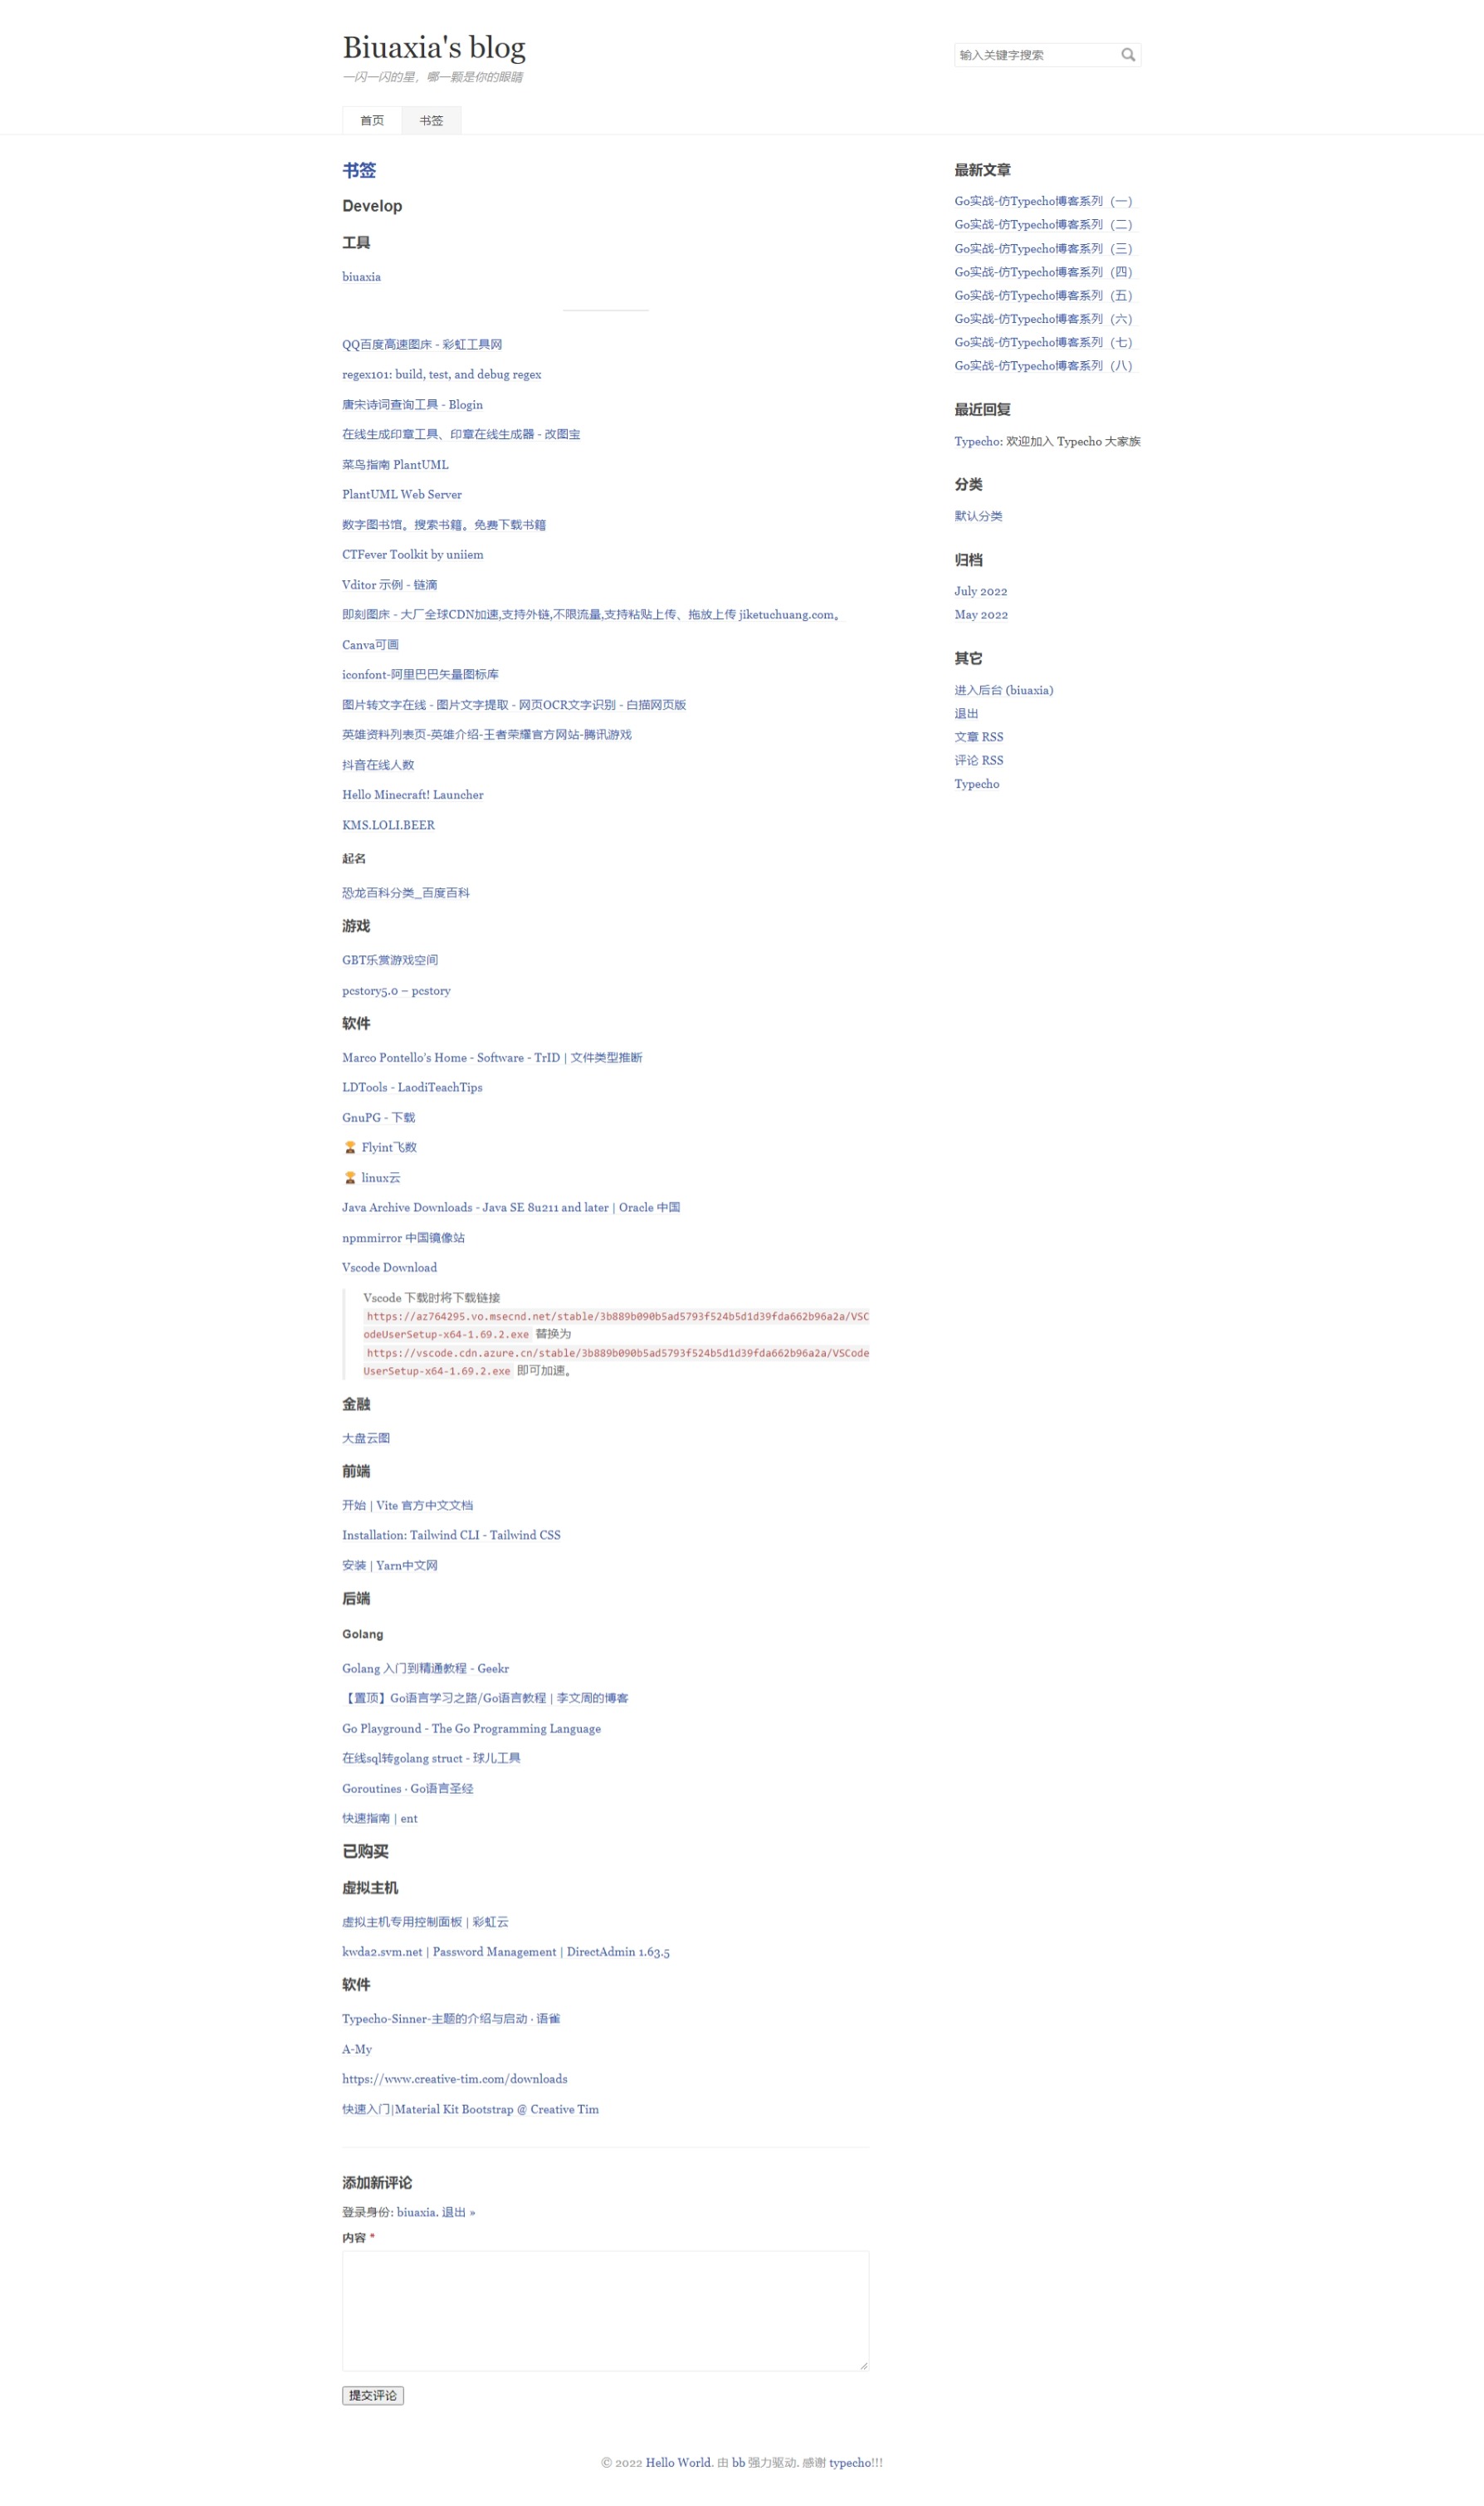 Biuaxia's blog
一闪一闪的星，哪一颗是你的眼睛
输入关键字搜索
首页
书签
书签
Develop
工具
biuaxia
QQ百度高速图床 - 彩虹工具网
regex101: build, test, and debug regex
唐宋诗词查询工具 - Blogin
在线生成印章工具、印章在线生成器 - 改图宝
菜鸟指南 PlantUML
PlantUML Web Server
数字图书馆。搜索书籍。免费下载书籍
CTFever Toolkit by uniiem
Vditor 示例 - 链滴
即刻图床 - 大厂全球CDN加速,支持外链,不限流量,支持粘贴上传、拖放上传 jiketuchuang.com。
Canva可画
iconfont-阿里巴巴矢量图标库
图片转文字在线 - 图片文字提取 - 网页OCR文字识别 - 白描网页版
英雄资料列表页-英雄介绍-王者荣耀官方网站-腾讯游戏
抖音在线人数
Hello Minecraft! Launcher
KMS.LOLI.BEER
起名
恐龙百科分类_百度百科
游戏
GBT乐赏游戏空间
pcstory5.0 – pcstory
软件
Marco Pontello's Home - Software - TrID | 文件类型推断
LDTools - LaodiTeachTips
GnuPG - 下载
🏆 Flyint飞数
🏆 linux云
Java Archive Downloads - Java SE 8u211 and later | Oracle 中国
npmmirror 中国镜像站
Vscode Download
Vscode 下载时将下载链接
https://az764295.vo.msecnd.net/stable/3b889b090b5ad5793f524b5d1d39fda662b96a2a/VSC
odeUserSetup-x64-1.69.2.exe 替换为
https://vscode.cdn.azure.cn/stable/3b889b090b5ad5793f524b5d1d39fda662b96a2a/VSCode
UserSetup-x64-1.69.2.exe 即可加速。
金融
大盘云图
前端
开始 | Vite 官方中文文档
Installation: Tailwind CLI - Tailwind CSS
安装 | Yarn中文网
后端
Golang
Golang 入门到精通教程 - Geekr
【置顶】Go语言学习之路/Go语言教程 | 李文周的博客
Go Playground - The Go Programming Language
在线sql转golang struct - 球儿工具
Goroutines · Go语言圣经
快速指南 | ent
已购买
虚拟主机
虚拟主机专用控制面板 | 彩虹云
kwda2.svm.net | Password Management | DirectAdmin 1.63.5
软件
Typecho-Sinner-主题的介绍与启动 · 语雀
A-My
https://www.creative-tim.com/downloads
快速入门|Material Kit Bootstrap @ Creative Tim
添加新评论
登录身份: biuaxia. 退出 »
内容 *
提交评论
最新文章
Go实战-仿Typecho博客系列（一）
Go实战-仿Typecho博客系列（二）
Go实战-仿Typecho博客系列（三）
Go实战-仿Typecho博客系列（四）
Go实战-仿Typecho博客系列（五）
Go实战-仿Typecho博客系列（六）
Go实战-仿Typecho博客系列（七）
Go实战-仿Typecho博客系列（八）
最近回复
Typecho: 欢迎加入 Typecho 大家族
分类
默认分类
归档
July 2022
May 2022
其它
进入后台 (biuaxia)
退出
文章 RSS
评论 RSS
Typecho
© 2022 Hello World. 由 bb 强力驱动. 感谢 typecho!!!